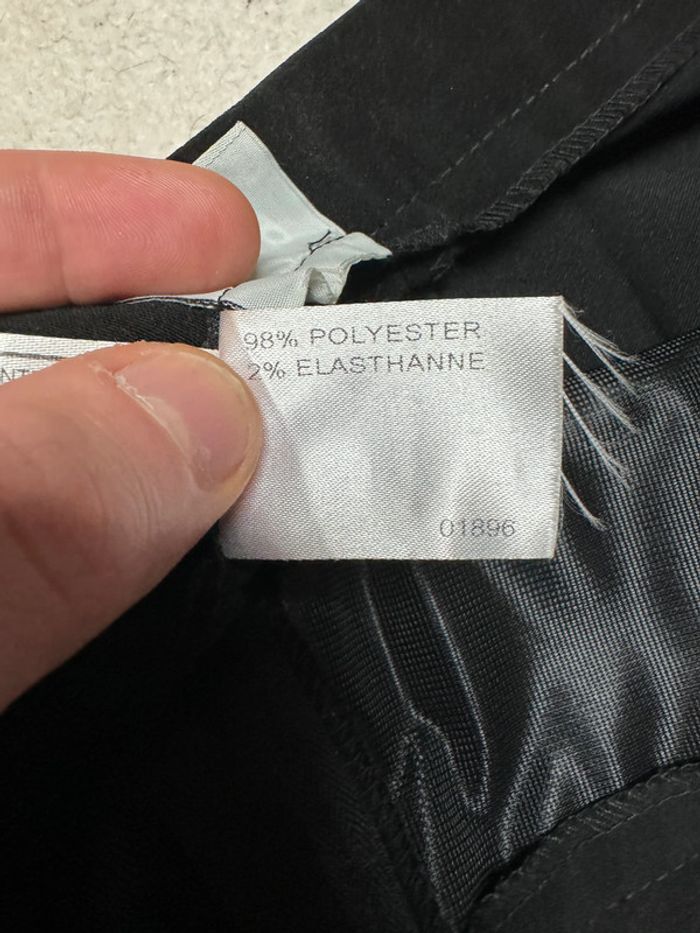 98% POLYESTER
2% ELASTHANNE
01896